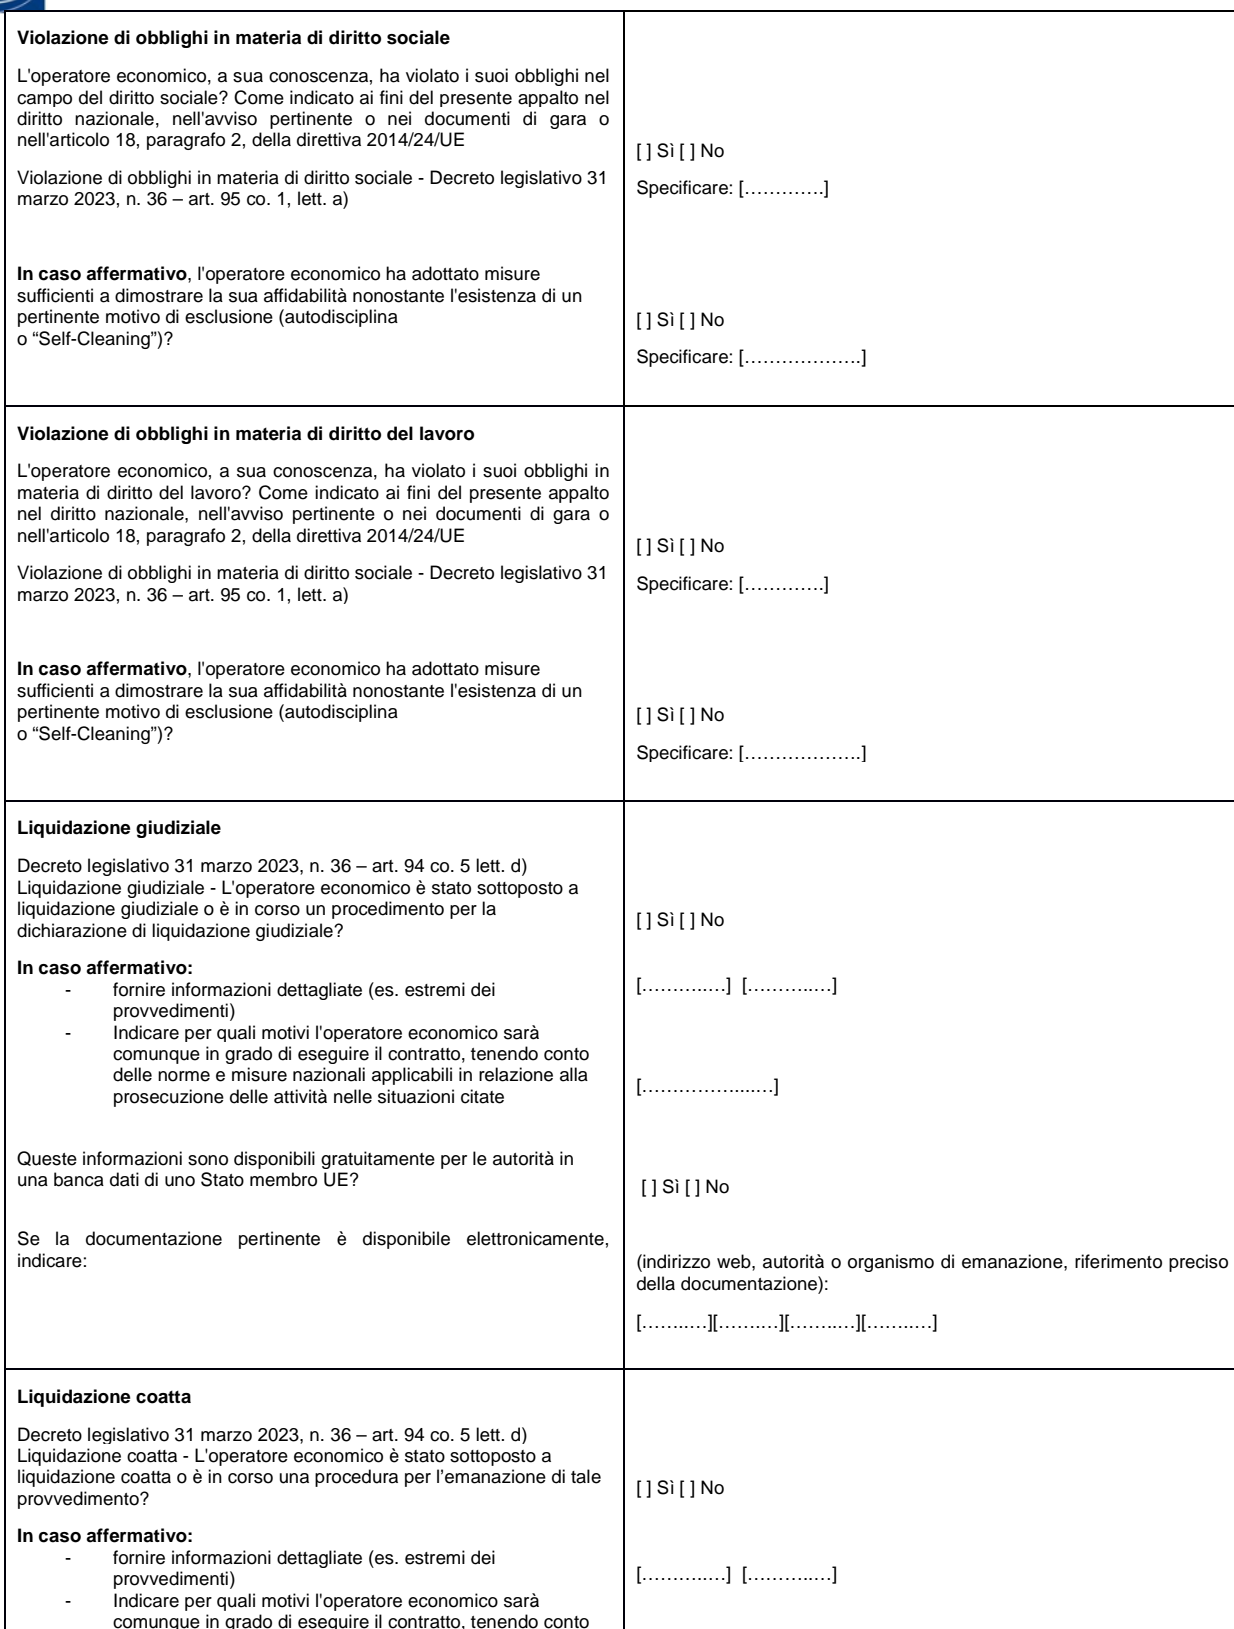 Violazione di obblighi in materia di diritto sociale
L'operatore economico, a sua conoscenza, ha violato i suoi obblighi nel
campo del diritto sociale? Come indicato ai fini del presente appalto nel
diritto nazionale, nell'avviso pertinente o nei documenti di gara o
nell'articolo 18, paragrafo 2, della direttiva 2014/24/UE
Violazione di obblighi in materia di diritto sociale - Decreto legislativo 31
marzo 2023, n. 36 – art. 95 co. 1, lett. a)
[ ] Sì [ ] No
Specificare: [………….]
In caso affermativo, l'operatore economico ha adottato misure
sufficienti a dimostrare la sua affidabilità nonostante l'esistenza di un
pertinente motivo di esclusione (autodisciplina
o “Self-Cleaning”)?
[ ] Sì [ ] No
Specificare: [……………….]
Violazione di obblighi in materia di diritto del lavoro
L'operatore economico, a sua conoscenza, ha violato i suoi obblighi in
materia di diritto del lavoro? Come indicato ai fini del presente appalto
nel diritto nazionale, nell'avviso pertinente o nei documenti di gara o
nell'articolo 18, paragrafo 2, della direttiva 2014/24/UE
Violazione di obblighi in materia di diritto sociale - Decreto legislativo 31
marzo 2023, n. 36 – art. 95 co. 1, lett. a)
[ ] Sì [ ] No
Specificare: [………….]
In caso affermativo, l'operatore economico ha adottato misure
sufficienti a dimostrare la sua affidabilità nonostante l'esistenza di un
pertinente motivo di esclusione (autodisciplina
o “Self-Cleaning”)?
[ ] Sì [ ] No
Specificare: [……………….]
Liquidazione giudiziale
Decreto legislativo 31 marzo 2023, n. 36 – art. 94 co. 5 lett. d)
Liquidazione giudiziale - L'operatore economico è stato sottoposto a
liquidazione giudiziale o è in corso un procedimento per la
dichiarazione di liquidazione giudiziale?
[ ] Sì [ ] No
In caso affermativo:
- fornire informazioni dettagliate (es. estremi dei
provvedimenti)
[………..…] [………..…]
- Indicare per quali motivi l'operatore economico sarà
comunque in grado di eseguire il contratto, tenendo conto
delle norme e misure nazionali applicabili in relazione alla
prosecuzione delle attività nelle situazioni citate
[…………….....…]
Queste informazioni sono disponibili gratuitamente per le autorità in
una banca dati di uno Stato membro UE?
[ ] Sì [ ] No
Se la documentazione pertinente è disponibile elettronicamente,
indicare:
(indirizzo web, autorità o organismo di emanazione, riferimento preciso
della documentazione):
[……..…][…….…][……..…][……..…]
Liquidazione coatta
Decreto legislativo 31 marzo 2023, n. 36 – art. 94 co. 5 lett. d)
Liquidazione coatta - L'operatore economico è stato sottoposto a
liquidazione coatta o è in corso una procedura per l’emanazione di tale
provvedimento?
[ ] Sì [ ] No
In caso affermativo:
- fornire informazioni dettagliate (es. estremi dei
provvedimenti)
[………..…] [………..…]
- Indicare per quali motivi l'operatore economico sarà
comunque in grado di eseguire il contratto, tenendo conto